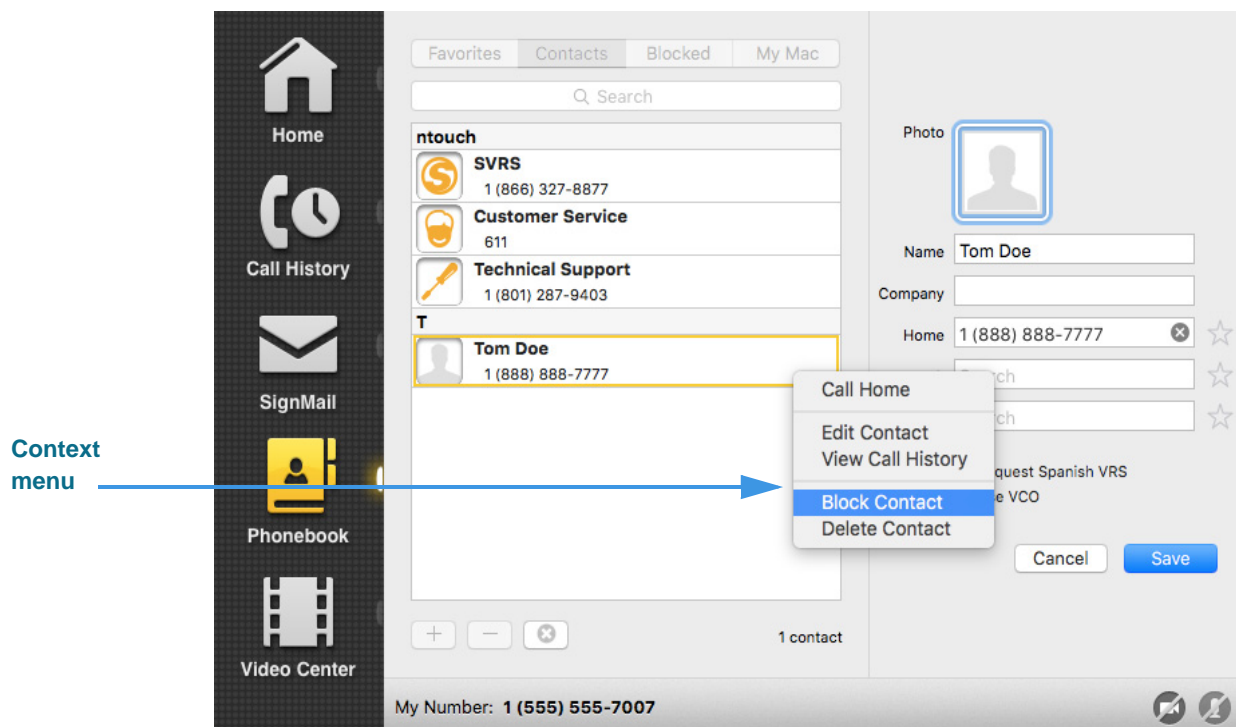 Context
menu
Home
Call History
SignMail
Phonebook
Video Center
Favorites Contacts Blocked My Mac
Search
ntouch
SVRS
1 (866) 327-8877
Customer Service
611
Technical Support
1 (801) 287-9403
T
Tom Doe
1 (888) 888-7777
1 contact
Call Home
Edit Contact
View Call History
Block Contact
Delete Contact
Photo
Name Tom Doe
Company
Home 1 (888) 888-7777
Spanish VRS
VCO
Cancel Save
My Number: 1 (555) 555-7007